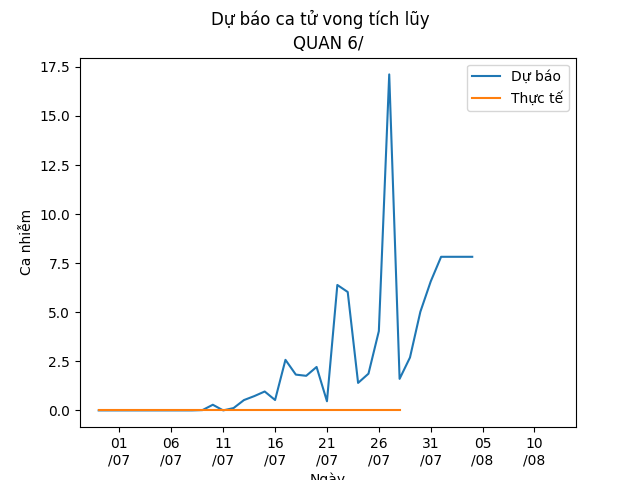 Dự báo ca tử vong tích lũy
QUAN 6/
Dự báo
Thực tế
Ca nhiễm
17.5
15.0
12.5
10.0
7.5
5.0
2.5
0.0
01 06 11 16 21 26 31 05 10
/07 /07 /07 /07 /07 /07 /07 /08 /08
Ngày